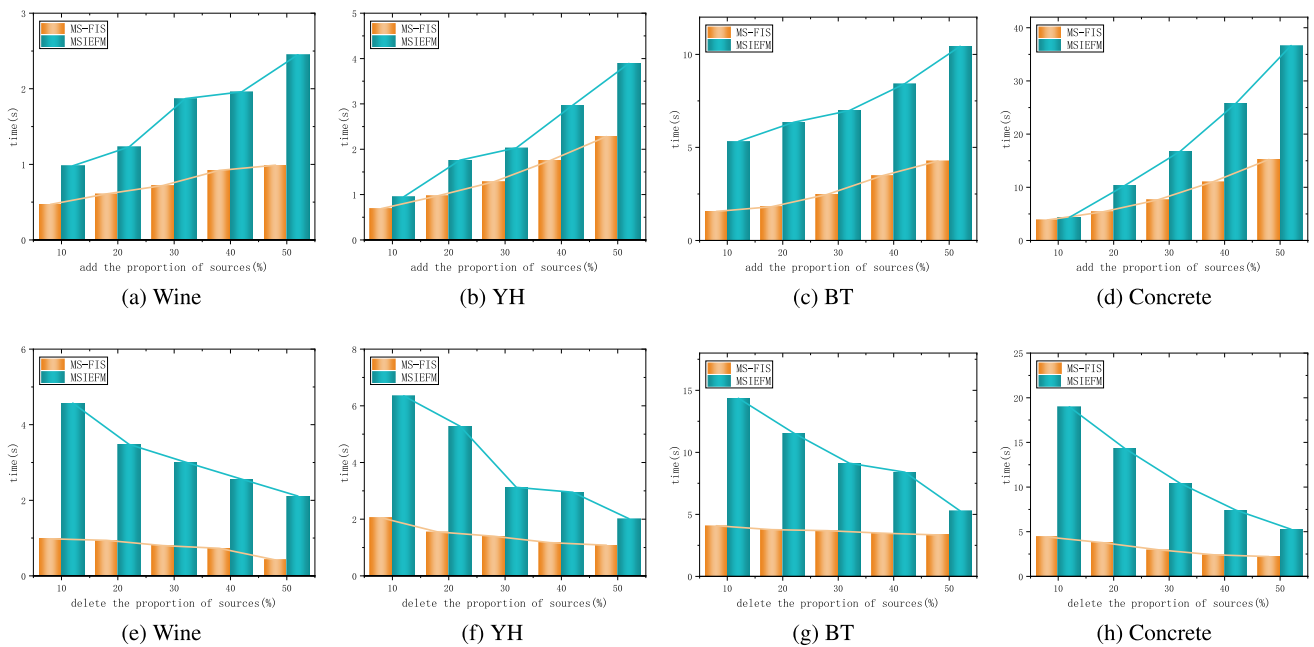 3
2
1
0
time(s)
MS-FIS
MSIEFM
10 20 30 40 50
add the proportion of sources(%)
(a) Wine
5
4
3
2
1
0
time(s)
MS-FIS
MSIEFM
10 20 30 40 50
add the proportion of sources(%)
(b) YH
10
5
0
time(s)
MS-FIS
MSIEFM
10 20 30 40 50
add the proportion of sources(%)
(c) BT
40
30
20
10
0
time(s)
MS-FIS
MSIEFM
10 20 30 40 50
add the proportion of sources(%)
(d) Concrete
6
4
2
0
time(s)
MS-FIS
MSIEFM
10 20 30 40 50
delete the proportion of sources(%)
(e) Wine
8
6
4
2
0
time(s)
MS-FIS
MSIEFM
10 20 30 40 50
delete the proportion of sources(%)
(f) YH
15
10
5
0
time(s)
MS-FIS
MSIEFM
10 20 30 40 50
delete the proportion of sources(%)
(g) BT
25
20
15
10
5
0
time(s)
MS-FIS
MSIEFM
10 20 30 40 50
delete the proportion of sources(%)
(h) Concrete